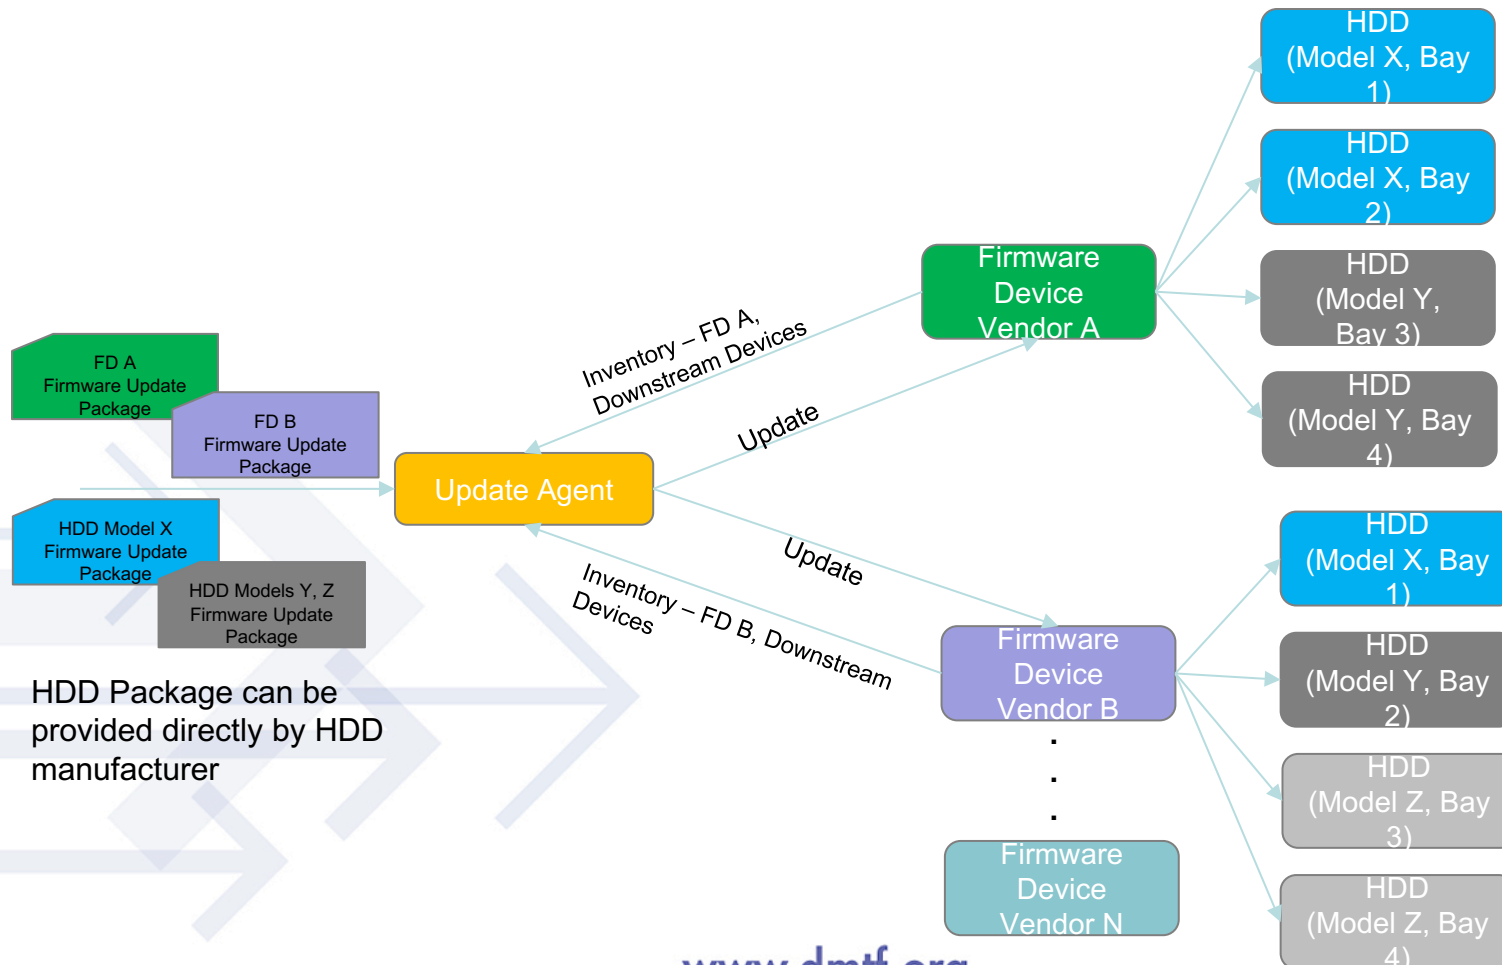 HDD
(Model X, Bay
1)
HDD
(Model X, Bay
2)
Firmware
Device
Vendor A
HDD
(Model Y,
Bay 3)
HDD
(Model Y, Bay
4)
Inventory – FD A,
Downstream Devices
Update
FD A
Firmware Update
Package
FD B
Firmware Update
Package
Update Agent
HDD Model X
Firmware Update
Package
HDD Models Y, Z
Firmware Update
Package
Update
Inventory – FD B, Downstream
Devices
HDD Package can be
provided directly by HDD
manufacturer
Firmware
Device
Vendor B
.
.
.
Firmware
Device
Vendor N
HDD
(Model X, Bay
1)
HDD
(Model Y, Bay
2)
HDD
(Model Z, Bay
3)
HDD
(Model Z, Bay
4)
www.dmtf.org